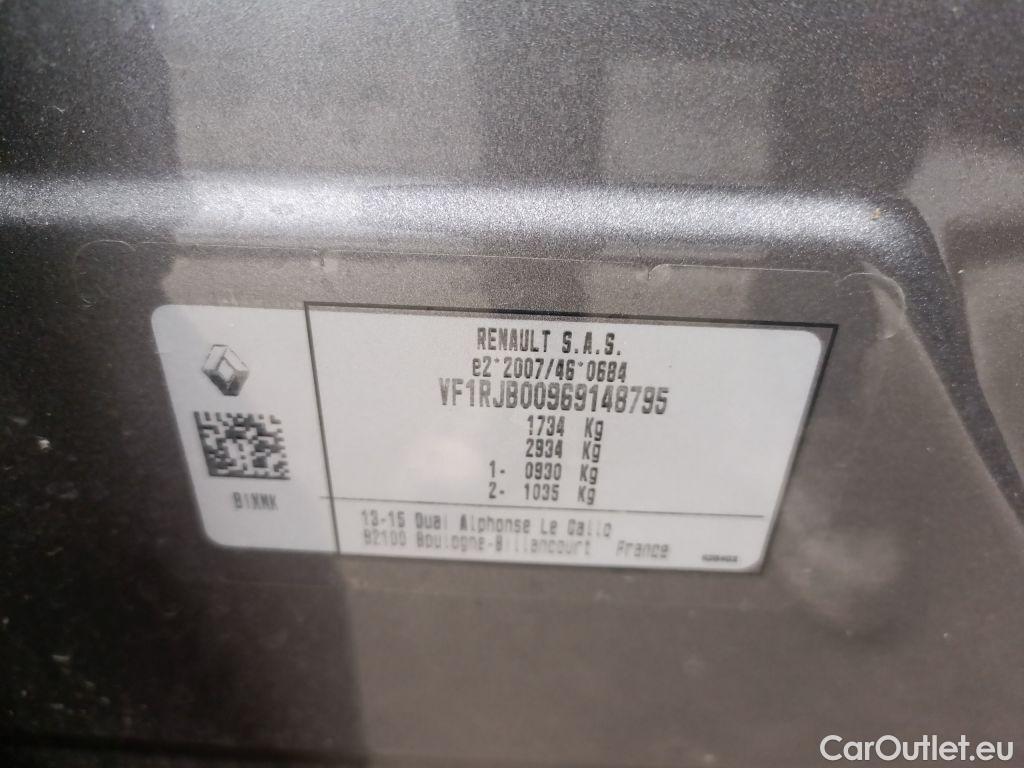 RENAULT S.A.S.
e2*2007/46*0684
VF1RJB00969148795
1734 Kg
2934 Kg
1- 0930 Kg
2- 1035 Kg
13-15 Quai Alphonse Le Gallo
92100 Boulogne-Billancourt France
CarOutlet.eu